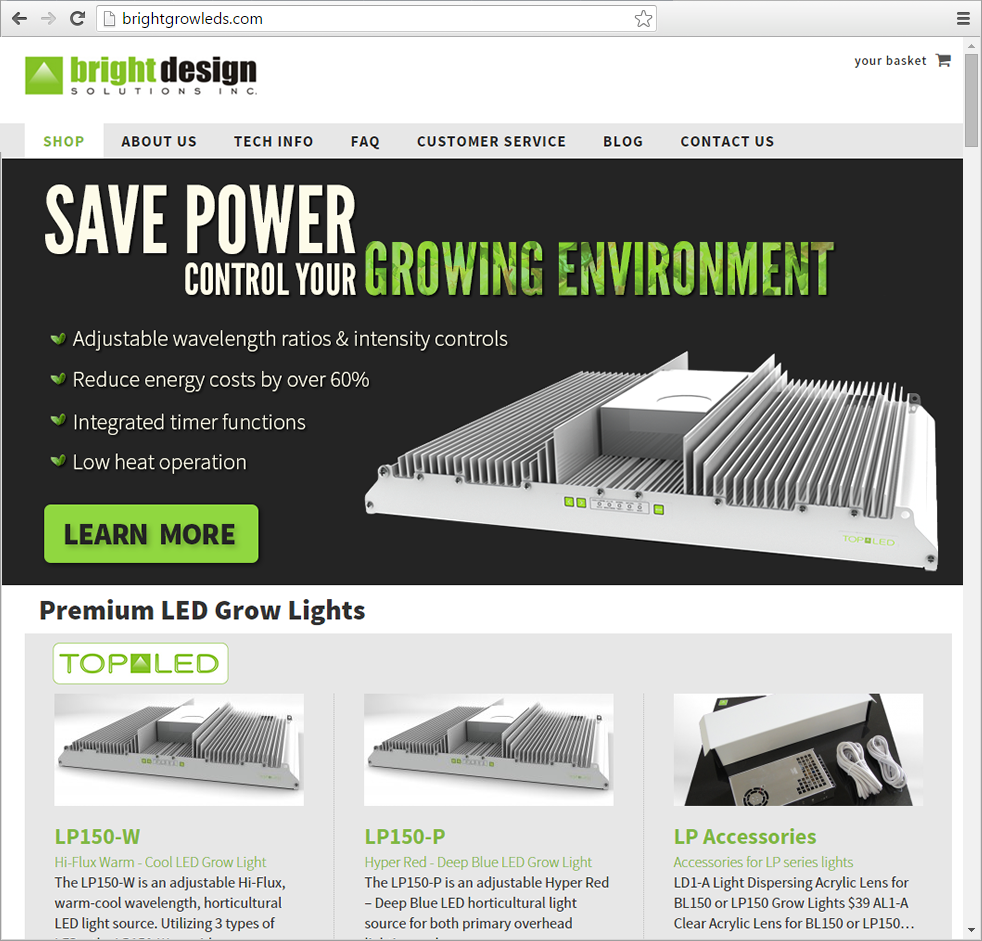 brightgrowleds.com
bright design
SOLUTIONS INC.
your basket
SHOP ABOUT US TECH INFO FAQ CUSTOMER SERVICE BLOG CONTACT US
SAVE POWER
CONTROL YOUR GROWING ENVIRONMENT
Adjustable wavelength ratios & intensity controls
Reduce energy costs by over 60%
Integrated timer functions
Low heat operation
LEARN MORE
TOP LED
Premium LED Grow Lights
TOP LED
LP150-W
Hi-Flux Warm - Cool LED Grow Light
The LP150-W is an adjustable Hi-Flux,
warm-cool wavelength, horticultural
LED light source. Utilizing 3 types of
LP150-P
Hyper Red - Deep Blue LED Grow Light
The LP150-P is an adjustable Hyper Red
– Deep Blue LED horticultural light
source for both primary overhead
LP Accessories
Accessories for LP series lights
LD1-A Light Dispersing Acrylic Lens for
BL150 or LP150 Grow Lights $39 AL1-A
Clear Acrylic Lens for BL150 or LP150…